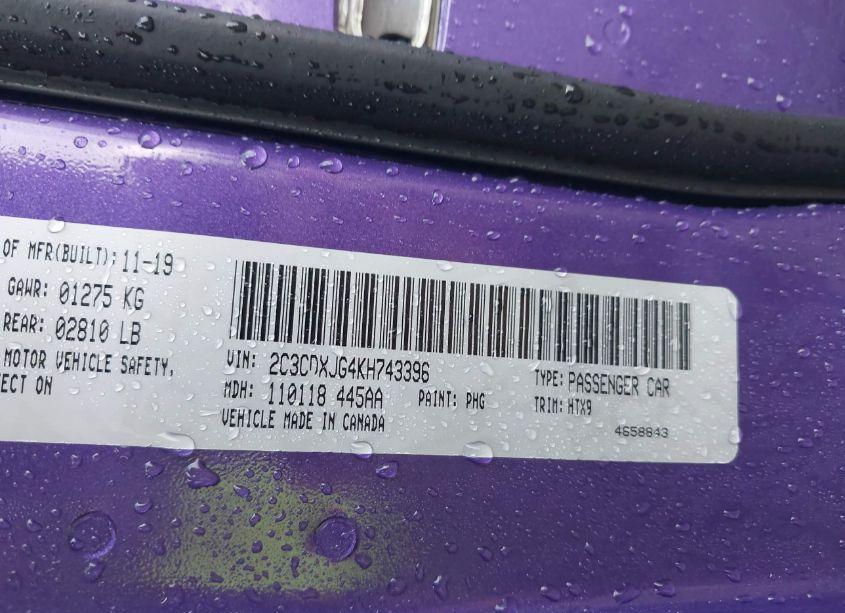 OF MFR(BUILT): 11-19
GAWR: 01275 KG
REAR: 02810 LB
MOTOR VEHICLE SAFETY,
ECT ON
VIN: 2C3CDXJG4KH743396
MDH: 110118 445AA PAINT: PHG
VEHICLE MADE IN CANADA
TYPE: PASSENGER CAR
TRIM: HTX9
4658843